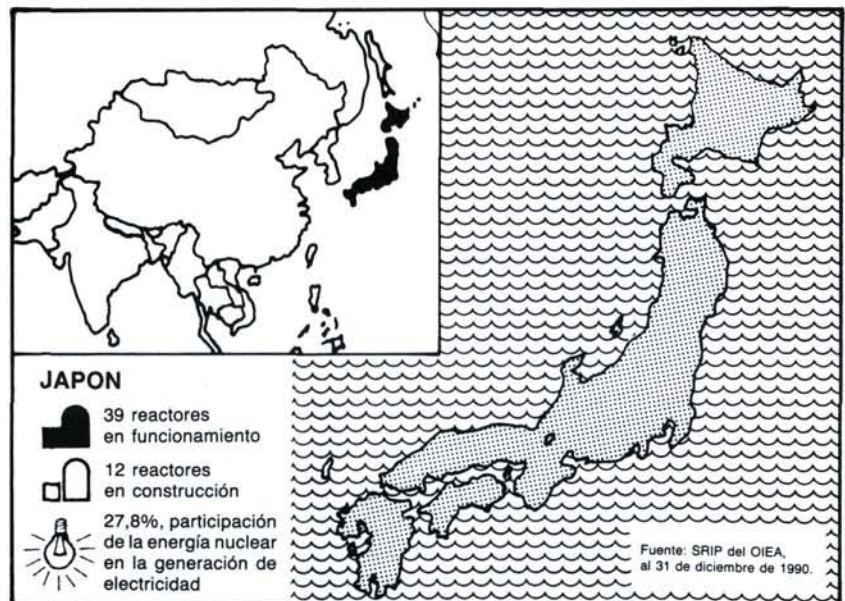 JAPON
39 reactores
en funcionamiento
12 reactores
en construcción
27,8%, participación
de la energía nuclear
en la generación de
electricidad
Fuente: SRIP del OIEA,
al 31 de diciembre de 1990.